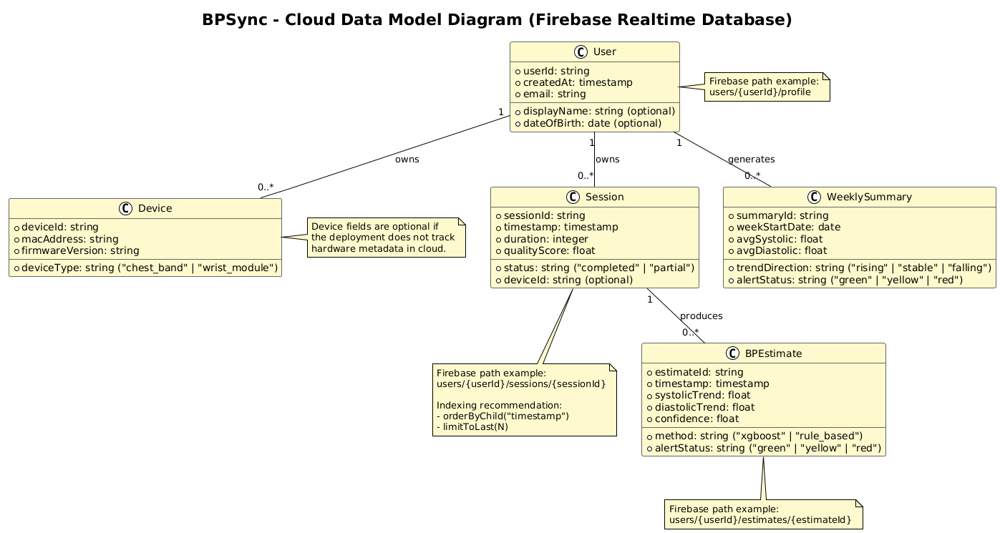 BPSync - Cloud Data Model Diagram (Firebase Realtime Database)
C User
userId: string
createdAt: timestamp
email: string
displayName: string (optional)
dateOfBirth: date (optional)
Firebase path example:
users/{userId}/profile
1
owns
0..*
1
owns
0..*
1
generates
0..*
C Device
deviceId: string
macAddress: string
firmwareVersion: string
deviceType: string ("chest_band" | "wrist_module")
Device fields are optional if
the deployment does not track
hardware metadata in cloud.
C Session
sessionId: string
timestamp: timestamp
duration: integer
qualityScore: float
status: string ("completed" | "partial")
deviceId: string (optional)
C WeeklySummary
summaryId: string
weekStartDate: date
avgSystolic: float
avgDiastolic: float
trendDirection: string ("rising" | "stable" | "falling")
alertStatus: string ("green" | "yellow" | "red")
1
produces
0..*
Firebase path example:
users/{userId}/sessions/{sessionId}
Indexing recommendation:
- orderByChild("timestamp")
- limitToLast(N)
C BPEstimate
estimateId: string
timestamp: timestamp
systolicTrend: float
diastolicTrend: float
confidence: float
method: string ("xgboost" | "rule_based")
alertStatus: string ("green" | "yellow" | "red")
Firebase path example:
users/{userId}/estimates/{estimateId}